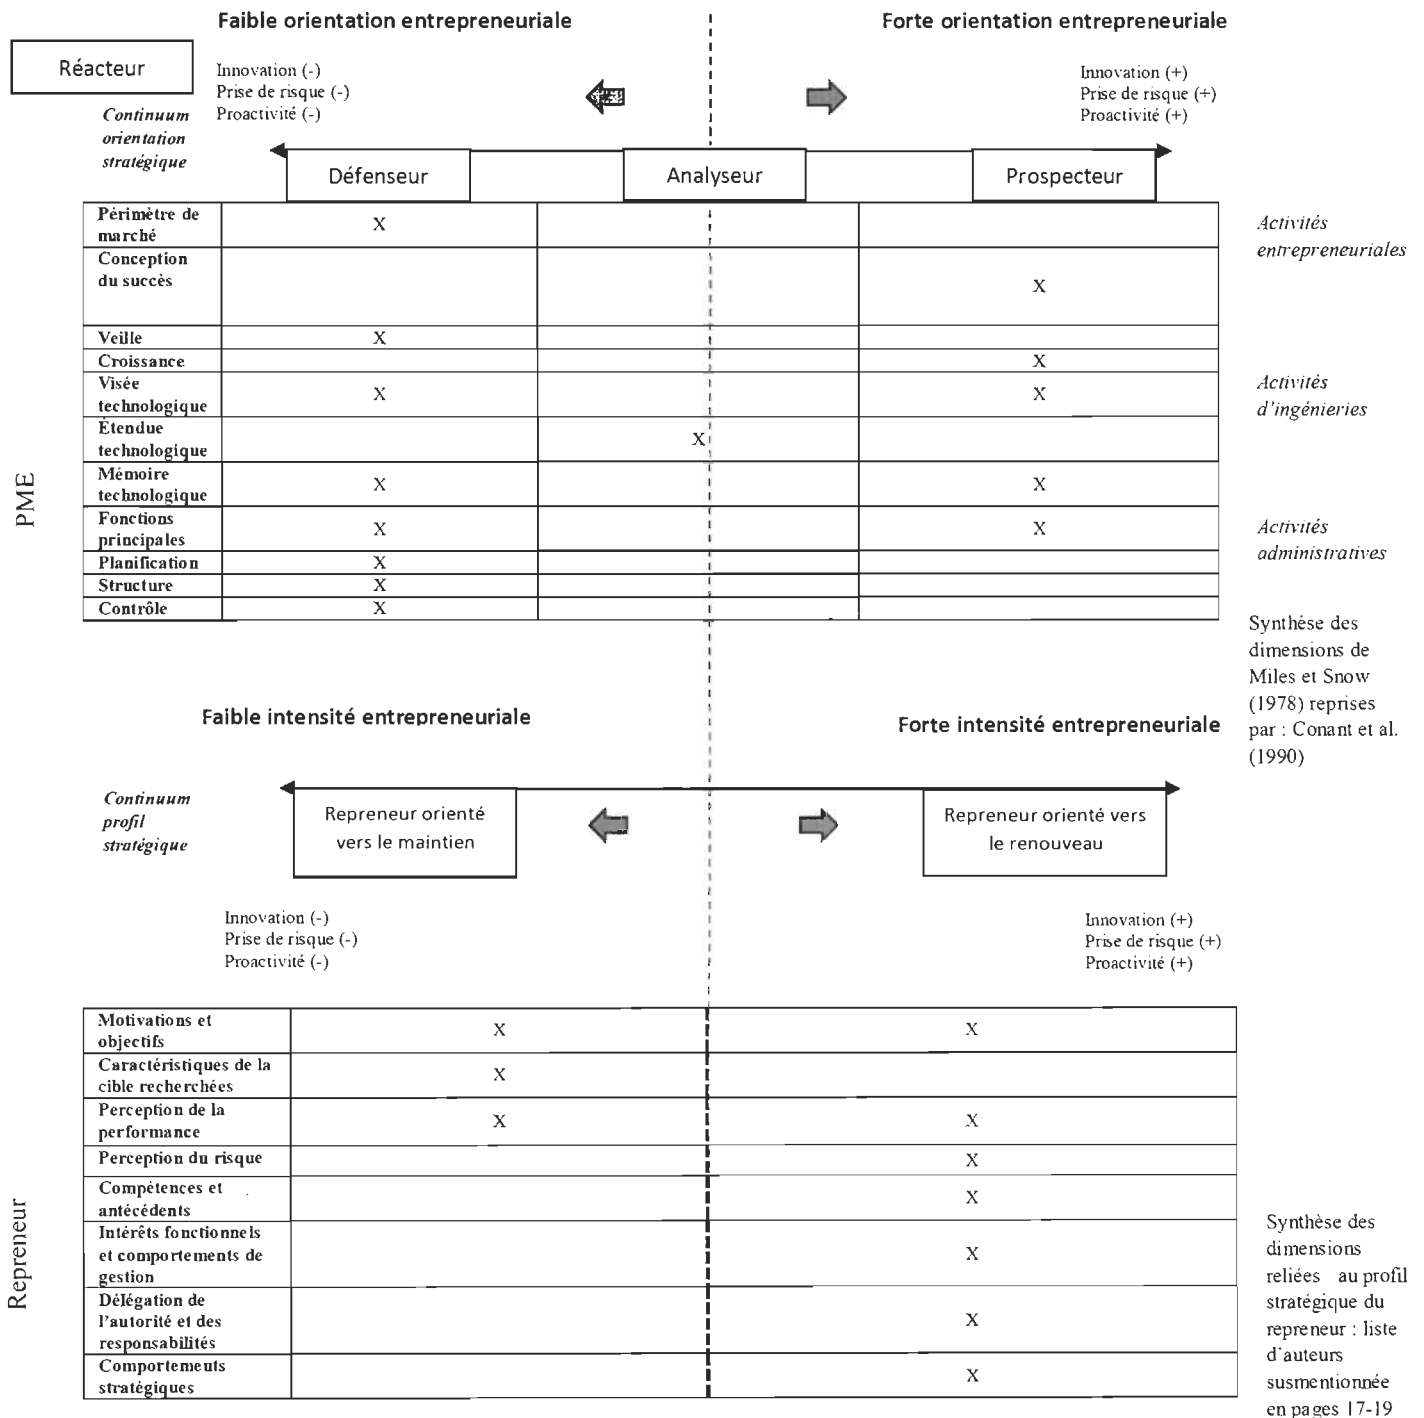 Faible orientation entrepreneuriale
Forte orientation entrepreneuriale
Réacteur
Innovation (-)
Prise de risque (-)
Proactivité (-)
Innovation (+)
Prise de risque (+)
Proactivité (+)
Continuum
orientation
stratégique
Défenseur
Analyseur
Prospecteur
Périmètre de
marché
X
Activités
entrepreneuriales
Conception
du succès
X
Veille
X
Croissance
X
Visée
technologique
X
X
Activités
d'ingénieries
Étendue
technologique
X
PME
Mémoire
technologique
X
X
Fonctions
principales
X
X
Activités
administratives
Planification
X
Structure
X
Contrôle
X
Synthèse des
dimensions de
Miles et Snow
(1978) reprises
par : Conant et al.
(1990)
Faible intensité entrepreneuriale
Forte intensité entrepreneuriale
Continuum
profil
stratégique
Repreneur orienté
vers le maintien
Repreneur orienté vers
le renouveau
Innovation (-)
Prise de risque (-)
Proactivité (-)
Innovation (+)
Prise de risque (+)
Proactivité (+)
Repreneur
Motivations et
objectifs
X
X
Caractéristiques de la
cible recherchées
X
Perception de la
performance
X
X
Perception du risque
X
Compétences et
antécédents
X
Intérêts fonctionnels
et comportements de
gestion
X
Délégation de
l'autorité et des
responsabilités
X
Comportements
stratégiques
X
Synthèse des
dimensions
reliées au profil
stratégique du
repreneur : liste
d'auteurs
susmentionnée
en pages 17-19